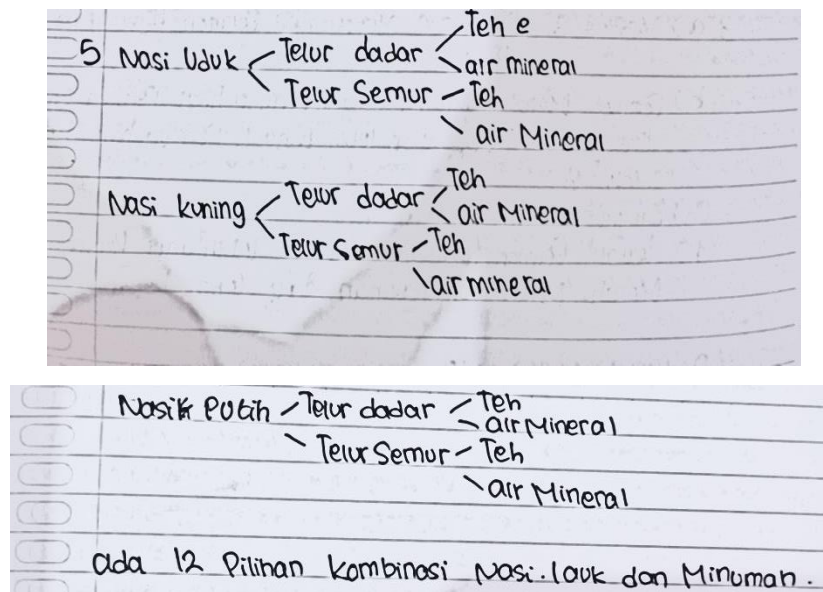 Teh e
5 Nasi Uduk Telur dadar
air mineral
Telur Semur Teh
air Mineral
Teh
Nasi kuning Telur dadar
air Mineral
Telur Semur Teh
air mineral
Nasik Putih Telur dadar Teh
air Mineral
Telur Semur Teh
air Mineral
ada 12 Pilihan kombinasi Nasi. lauk dan Minuman.